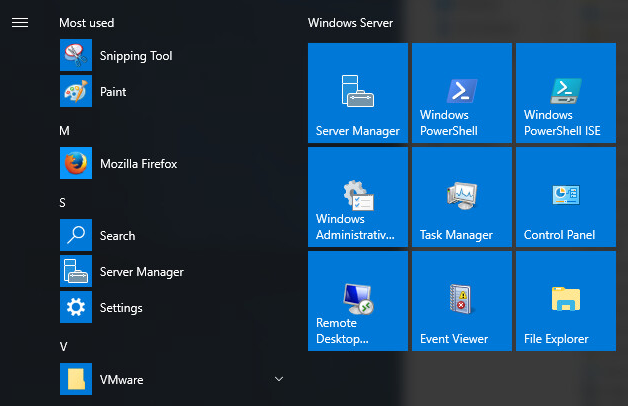 Most used
Snipping Tool
Paint
M
Mozilla Firefox
S
Search
Server Manager
Settings
V
VMware
Windows Server
Server Manager
Windows
PowerShell
Windows
PowerShell ISE
Windows
Administrativ...
Task Manager
Control Panel
Remote
Desktop...
Event Viewer
File Explorer